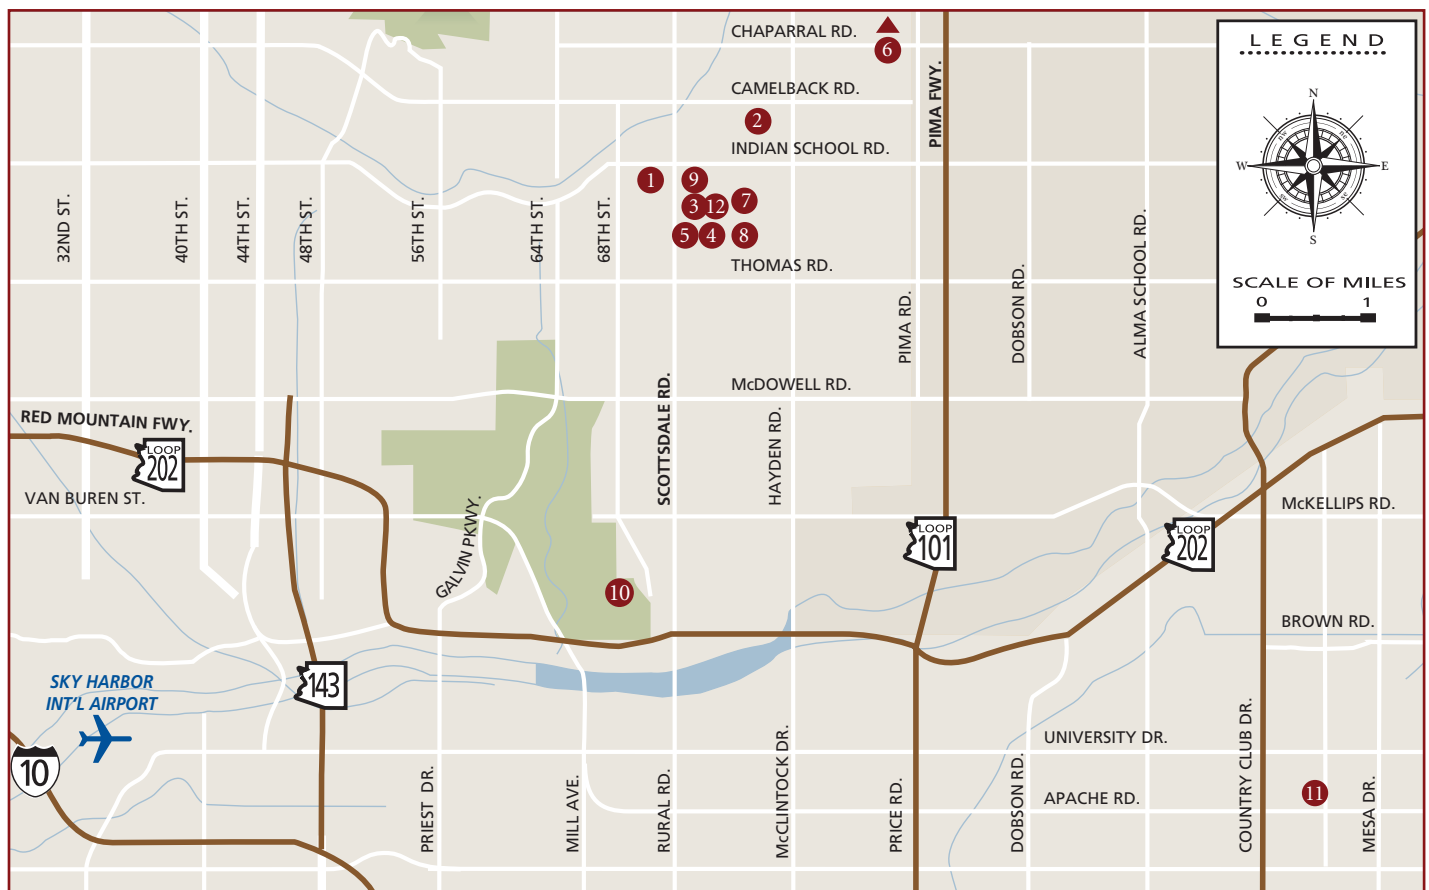 CHAPARRAL RD.
6
CAMELBACK RD.
2
INDIAN SCHOOL RD.
1
9
3
12
7
5
4
8
THOMAS RD.
32ND ST.
40TH ST.
44TH ST.
48TH ST.
56TH ST.
64TH ST.
68TH ST.
PIMA FWY.
PIMA RD.
DOBSON RD.
ALMA SCHOOL RD.
LEGEND
N
ne
E
se
S
sw
W
nw
SCALE OF MILES
0 1
McDOWELL RD.
RED MOUNTAIN FWY.
LOOP
202
VAN BUREN ST.
GALVIN PKWY.
SCOTTSDALE RD.
HAYDEN RD.
LOOP
101
LOOP
202
McKELLIPS RD.
10
BROWN RD.
SKY HARBOR
INT'L AIRPORT
143
10
UNIVERSITY DR.
APACHE RD.
11
PRIEST DR.
MILL AVE.
RURAL RD.
McCLINTOCK DR.
PRICE RD.
DOBSON RD.
COUNTRY CLUB DR.
MESA DR.